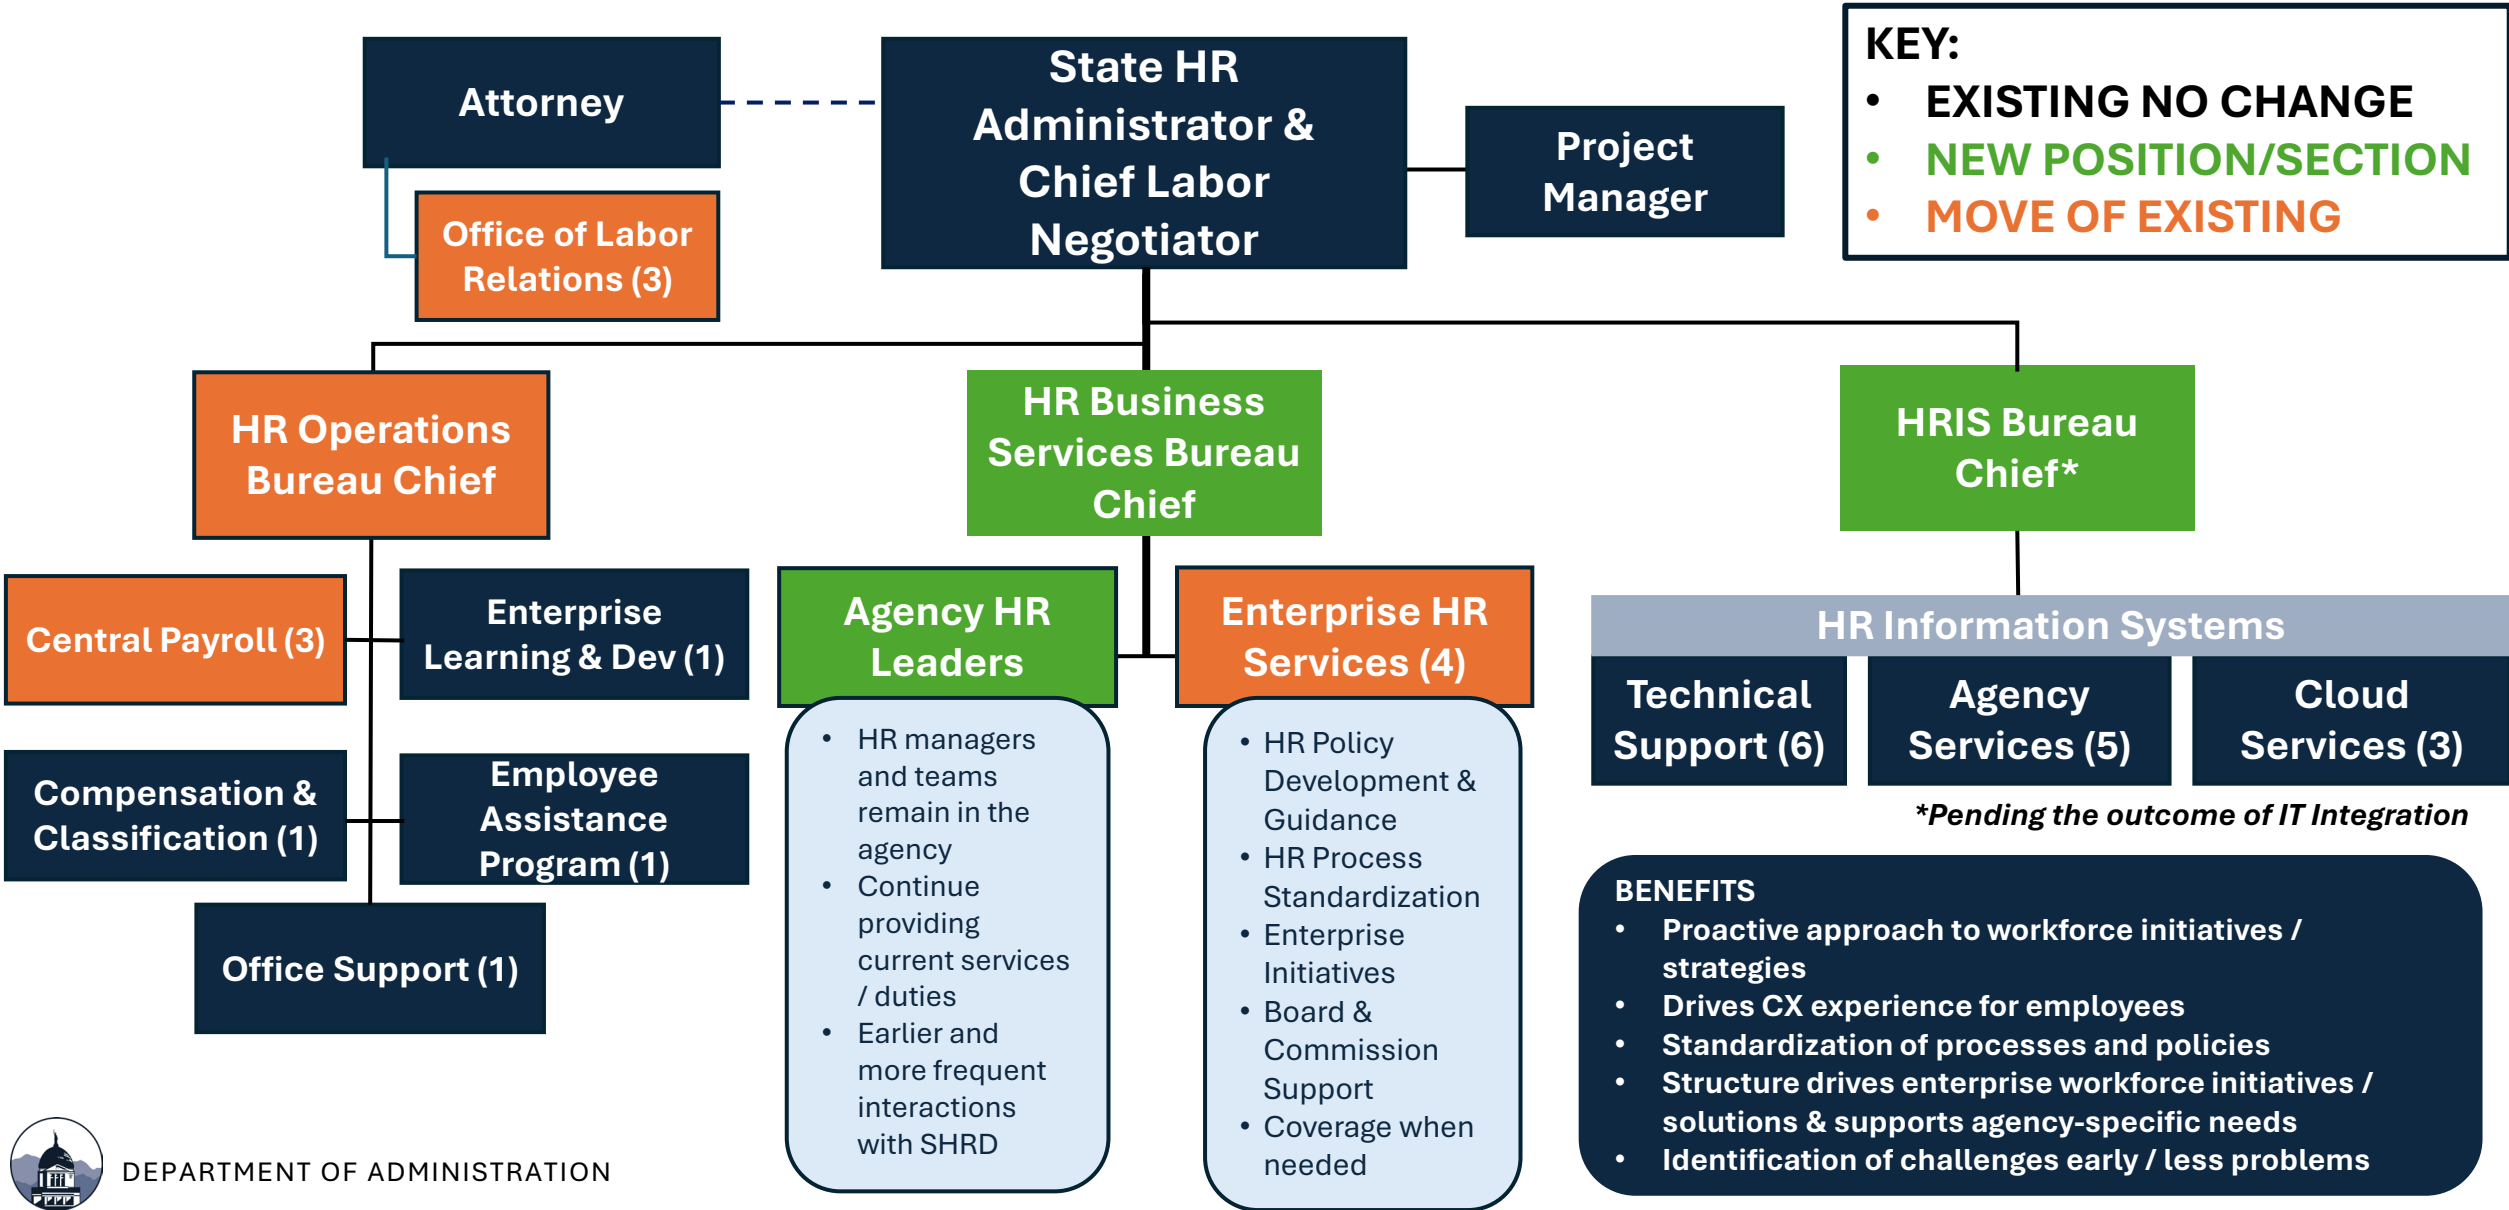 Attorney
State HR
Administrator &
Chief Labor
Negotiator
Project
Manager
KEY:
• EXISTING NO CHANGE
• NEW POSITION/SECTION
• MOVE OF EXISTING
Office of Labor
Relations (3)
HR Operations
Bureau Chief
HR Business
Services Bureau
Chief
HRIS Bureau
Chief*
Central Payroll (3)
Enterprise
Learning & Dev (1)
Compensation &
Classification (1)
Employee
Assistance
Program (1)
Office Support (1)
Agency HR
Leaders
• HR managers
and teams
remain in the
agency
• Continue
providing
current services
/ duties
• Earlier and
more frequent
interactions
with SHRD
Enterprise HR
Services (4)
• HR Policy
Development &
Guidance
• HR Process
Standardization
• Enterprise
Initiatives
• Board &
Commission
Support
• Coverage when
needed
HR Information Systems
Technical
Support (6)
Agency
Services (5)
Cloud
Services (3)
*Pending the outcome of IT Integration
BENEFITS
• Proactive approach to workforce initiatives /
strategies
• Drives CX experience for employees
• Standardization of processes and policies
• Structure drives enterprise workforce initiatives /
solutions & supports agency-specific needs
• Identification of challenges early / less problems
DEPARTMENT OF ADMINISTRATION